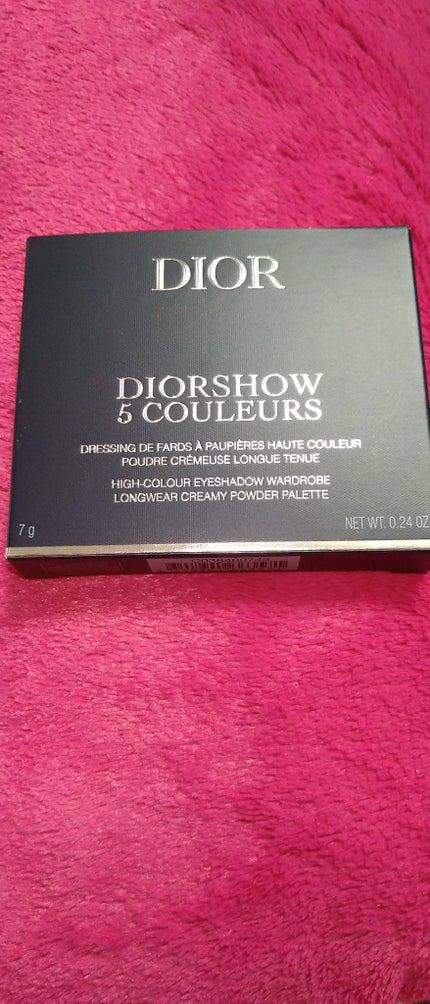 DIOR
DIORSHOW
5 COULEURS
DRESSING DE FARDS À PAUPIÈRES HAUTE COULEUR
POUDRE CRÉMEUSE LONGUE TENUE
HIGH-COLOUR EYESHADOW WARDROBE
LONGWEAR CREAMY POWDER PALETTE
7 g
NET WT. 0.24 OZ